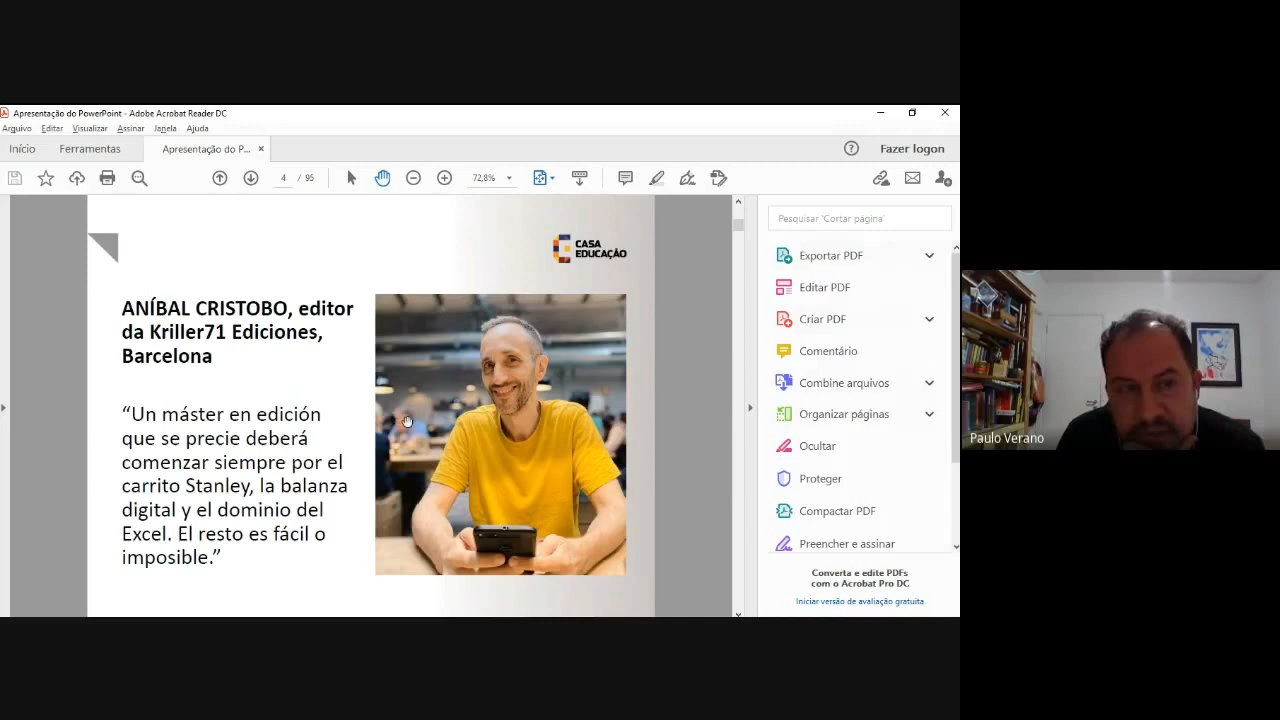 Apresentação do PowerPoint - Adobe Acrobat Reader DC
Arquivo Editar Visualizar Assinar Janela Ajuda
Início Ferramentas Apresentação do P... Fazer logon
4 / 95 72,8%
CASA
EDUCAÇÃO
ANÍBAL CRISTOBO, editor
da Kriller71 Ediciones,
Barcelona
“Un máster en edición
que se precie deberá
comenzar siempre por el
carrito Stanley, la balanza
digital y el dominio del
Excel. El resto es fácil o
imposible.”
Pesquisar 'Cortar página'
Exportar PDF
Editar PDF
Criar PDF
Comentário
Combine arquivos
Organizar páginas
Ocultar
Proteger
Compactar PDF
Preencher e assinar
Converta e edite PDFs
com o Acrobat Pro DC
Iniciar versão de avaliação gratuita
Paulo Verano